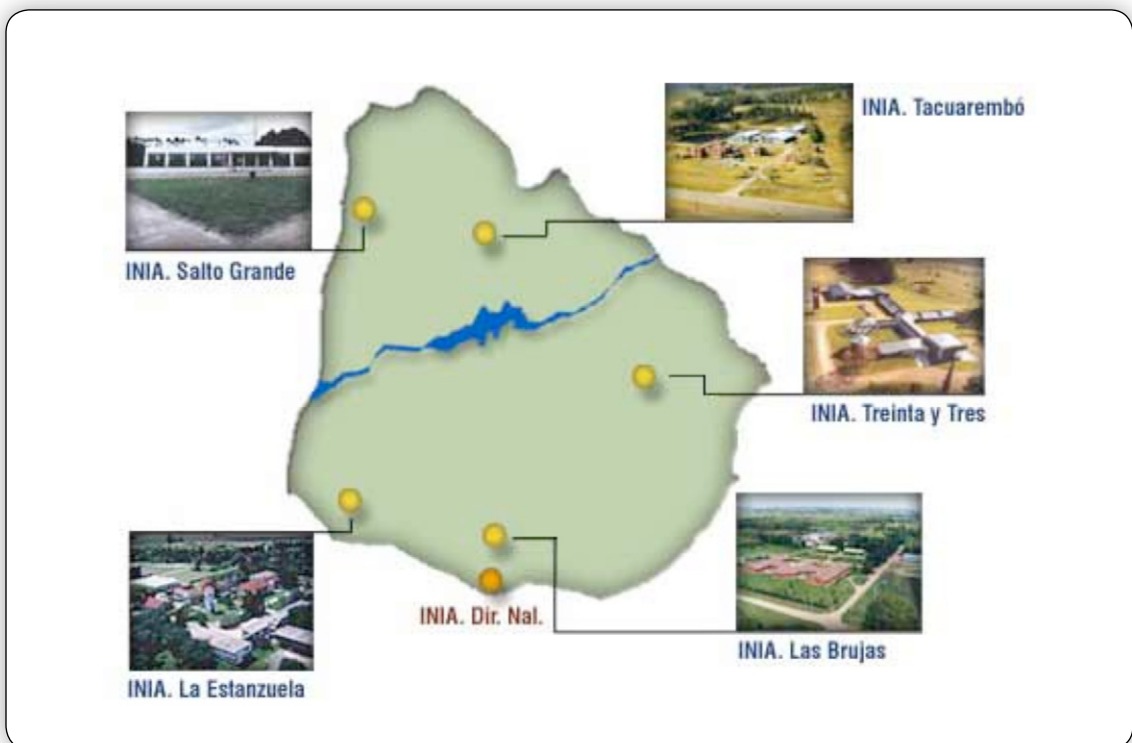 INIA. Tacuarembó
INIA. Salto Grande
INIA. Treinta y Tres
INIA. Dir. Nal.
INIA. Las Brujas
INIA. La Estanzuela